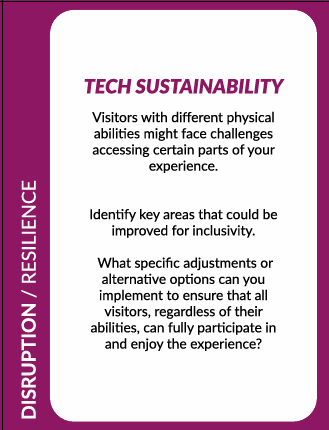 TECH SUSTAINABILITY
Visitors with different physical
abilities might face challenges
accessing certain parts of your
experience.
Identify key areas that could be
improved for inclusivity.
What specific adjustments or
alternative options can you
implement to ensure that all
visitors, regardless of their
abilities, can fully participate in
and enjoy the experience?
DISRUPTION / RESILIENCE